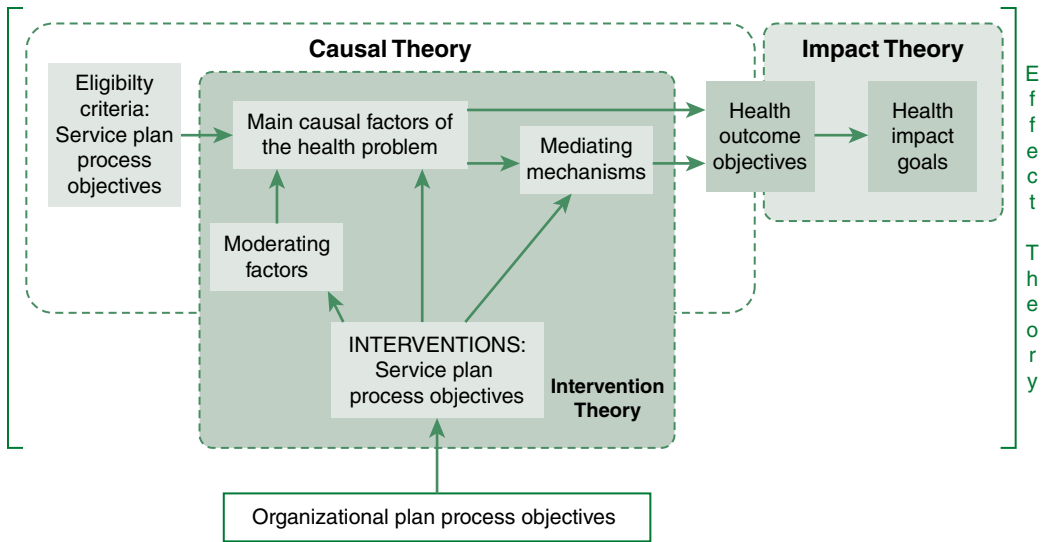 Causal Theory
Impact Theory
Eligibilty
criteria:
Service plan
process
objectives
Main causal factors of
the health problem
Mediating
mechanisms
Health
outcome
objectives
Health
impact
goals
Moderating
factors
INTERVENTIONS:
Service plan
process objectives
Intervention
Theory
Organizational plan process objectives
Effect Theory